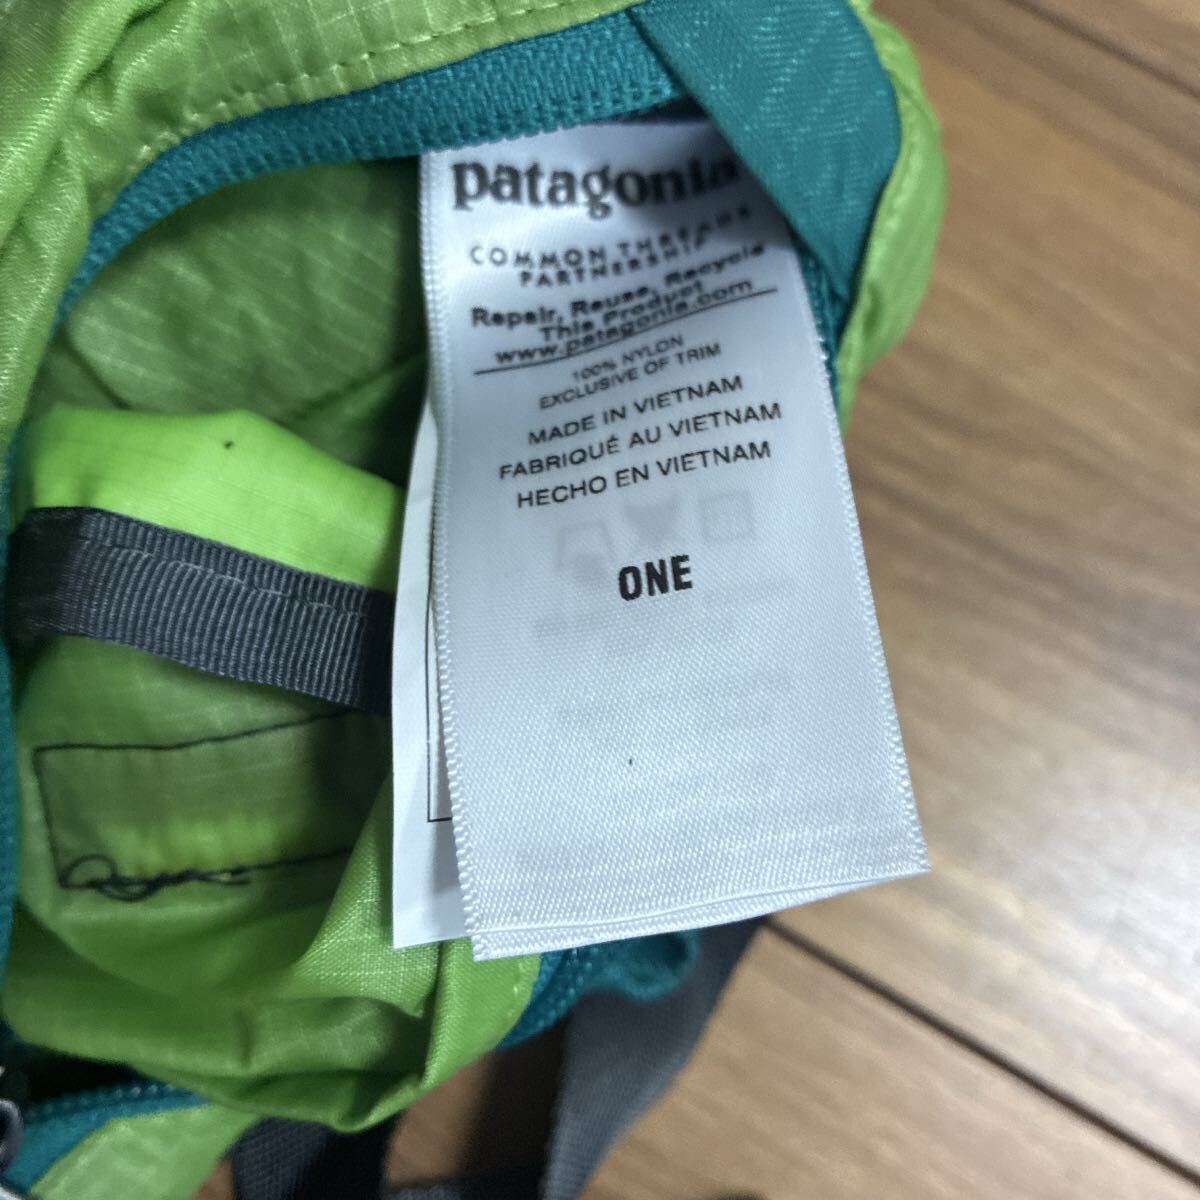 patagonia
COMMON THREADS
PARTNERSHIP
Repair, Reuse, Recycle
This Product
www.patagonia.com
100% NYLON
EXCLUSIVE OF TRIM
MADE IN VIETNAM
FABRIQUÉ AU VIETNAM
HECHO EN VIETNAM
ONE